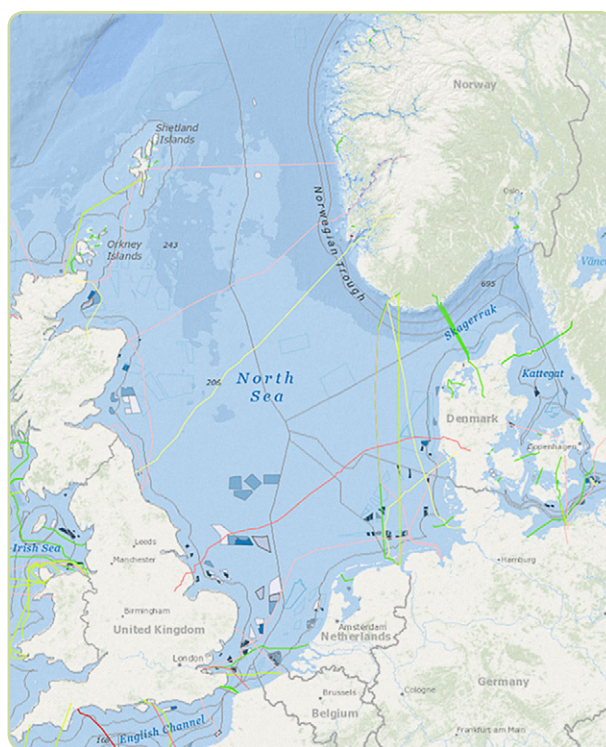 Norway
Shetland
Islands
Oslo
Orkney
Islands
243
Norwegian Trough
695
Skagerrak
Kattegat
206
North
Sea
Denmark
Irish Sea
Leeds
Manchester
Hamburg
Birmingham
United Kingdom
Amsterdam
Netherlands
London
Brussels
Cologne
Germany
Belgium
English Channel
Frankfurt am Main